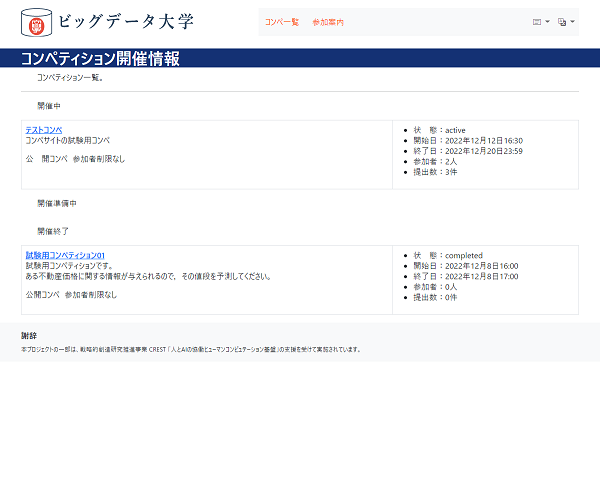 ビッグデータ大学
コンペ一覧 参加案内
コンペティション開催情報
コンペティション一覧。
開催中
テストコンペ
コンペサイトの試験用コンペ
公　開コンペ 参加者制限なし
状　態：active
開始日：2022年12月12日16:30
終了日：2022年12月20日23:59
参加者：2人
提出数：3件
開催準備中
開催終了
試験用コンペティション01
試験用コンペティションです。
ある不動産価格に関する情報が与えられるので、その値段を予測してください。
公開コンペ 参加者制限なし
状　態：completed
開始日：2022年12月8日16:00
終了日：2022年12月8日17:00
参加者：0人
提出数：0件
謝辞
本プロジェクトの一部は、戦略的創造研究推進事業 CREST 「人とAIの協働ヒューマンコンピュテーション基盤」の支援を受けて実施されています。